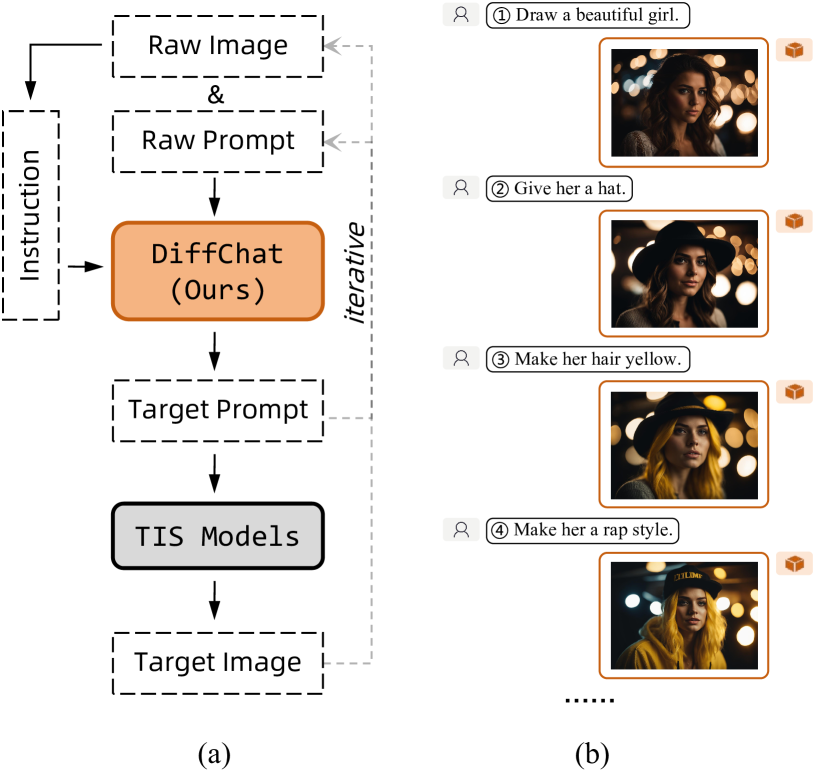 Raw Image
&
Raw Prompt
Instruction
DiffChat
(Ours)
iterative
Target Prompt
TIS Models
Target Image
(a)
① Draw a beautiful girl.
② Give her a hat.
③ Make her hair yellow.
④ Make her a rap style.
......
(b)